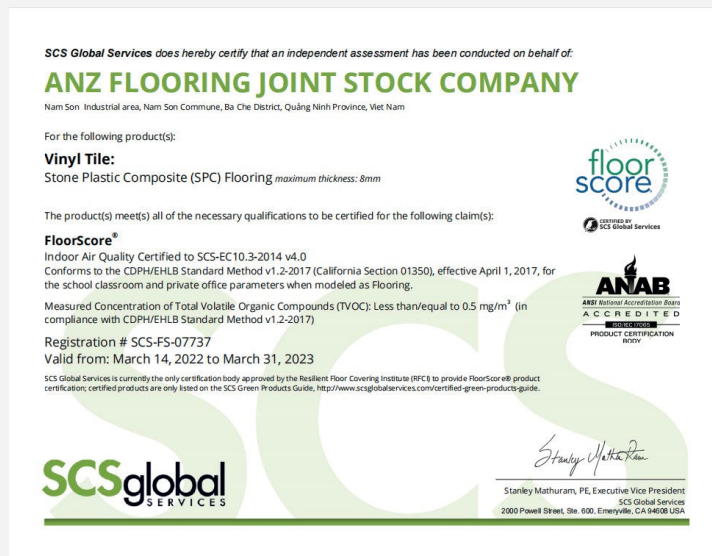 SCS Global Services does hereby certify that an independent assessment has been conducted on behalf of:
ANZ FLOORING JOINT STOCK COMPANY
Nam Son Industrial area, Nam Son Commune, Ba Che District, Quảng Ninh Province, Viet Nam
For the following product(s):
Vinyl Tile:
Stone Plastic Composite (SPC) Flooring maximum thickness: 8mm
floor
score
CERTIFIED BY
SCS Global Services
The product(s) meet(s) all of the necessary qualifications to be certified for the following claim(s):
FloorScore®
Indoor Air Quality Certified to SCS-EC10.3-2014 v4.0
Conforms to the CDPH/EHLB Standard Method v1.2-2017 (California Section 01350), effective April 1, 2017, for
the school classroom and private office parameters when modeled as Flooring.
Measured Concentration of Total Volatile Organic Compounds (TVOC): Less than/equal to 0.5 mg/m³ (in
compliance with CDPH/EHLB Standard Method v1.2-2017)
ANAB
ANSI National Accreditation Board
ACCREDITED
ISO/IEC 17065
PRODUCT CERTIFICATION
BODY
Registration # SCS-FS-07737
Valid from: March 14, 2022 to March 31, 2023
SCS Global Services is currently the only certification body approved by the Resilient Floor Covering Institute (RFCI) to provide FloorScore® product
certification; certified products are only listed on the SCS Green Products Guide, http://www.scsglobalservices.com/certified-green-products-guide.
SCS
SCSglobal
SERVICES
Stanley Mathuram, PE, Executive Vice President
SCS Global Services
2000 Powell Street, Ste. 600, Emeryville, CA 94608 USA